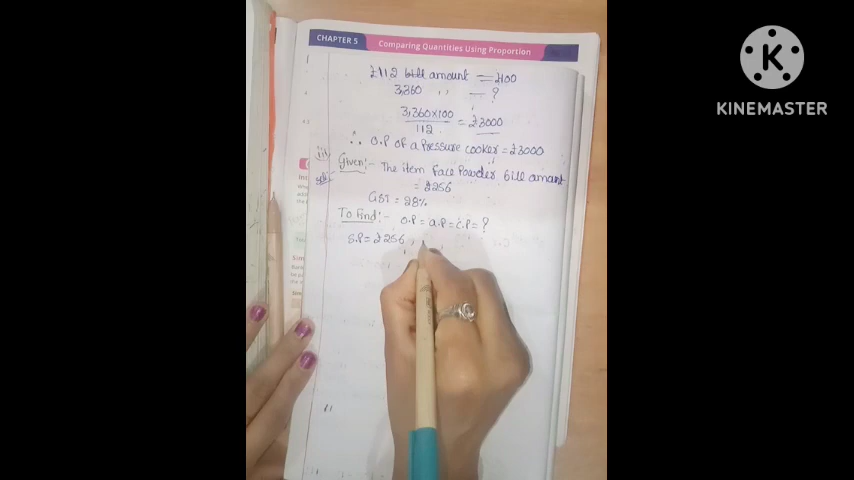 CHAPTER 5 Comparing Quantities Using Proportion
₹112 bill amount = ₹100
3,360 ,, — ?
3,360×100
112
= ₹3000
∴ O.P of a Pressure cooker = ₹3000
iii) Given:- The item Face Powder bill amount
= ₹256
GST = 28%
To Find:- O.P = a.P = C.P = ?
S.P = ₹256,
KINEMASTER